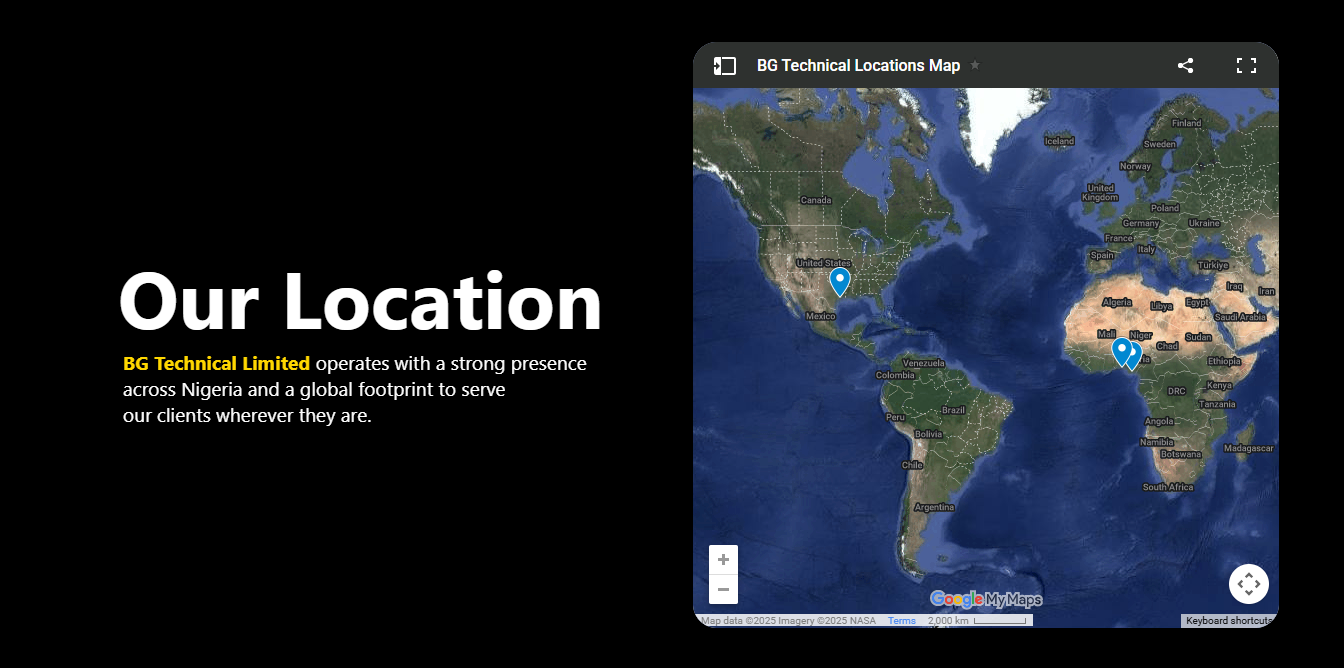 BG Technical Locations Map
Our Location
BG Technical Limited operates with a strong presence
across Nigeria and a global footprint to serve
our clients wherever they are.
Finland
Iceland
Sweden
Norway
Canada
United
Kingdom
Poland
Germany
Ukraine
France
Italy
Spain
United States
Türkiye
Iraq
Iran
Algeria
Libya
Egypt
Saudi Arabia
Mexico
Mali
Niger
Chad
Sudan
ia
Ethiopia
Venezuela
Colombia
Kenya
DRC
Tanzania
Brazil
Peru
Angola
Bolivia
Namibia
Botswana
Madagascar
Chile
South Africa
Argentina
Google My Maps
Map data ©2025 Imagery ©2025 NASA Terms 2,000 km
Keyboard shortcuts